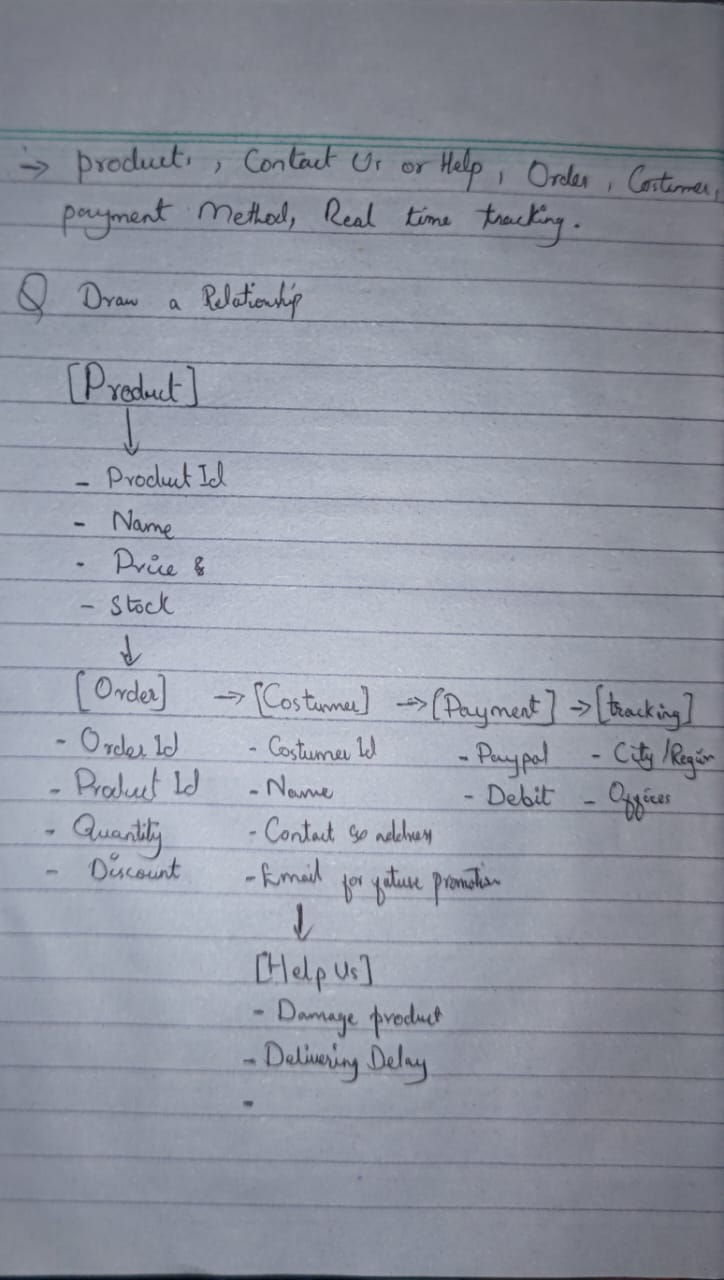 -> product, , Contact Us or Help, Order, Costumer,
payment Method, Real time tracking.
Q Draw a Relationship
[Product]
↓
- Product Id
- Name
- Price &
- Stock
↓
[Order] -> [Costumer] -> [Payment] -> [tracking]
- Order Id - Costumer Id - Paypal - City/Region
- Product Id - Name - Debit - Offices
- Quantity - Contact so address
- Discount - Email for future promotion
↓
[Help Us]
- Damage product
- Delivering Delay
-